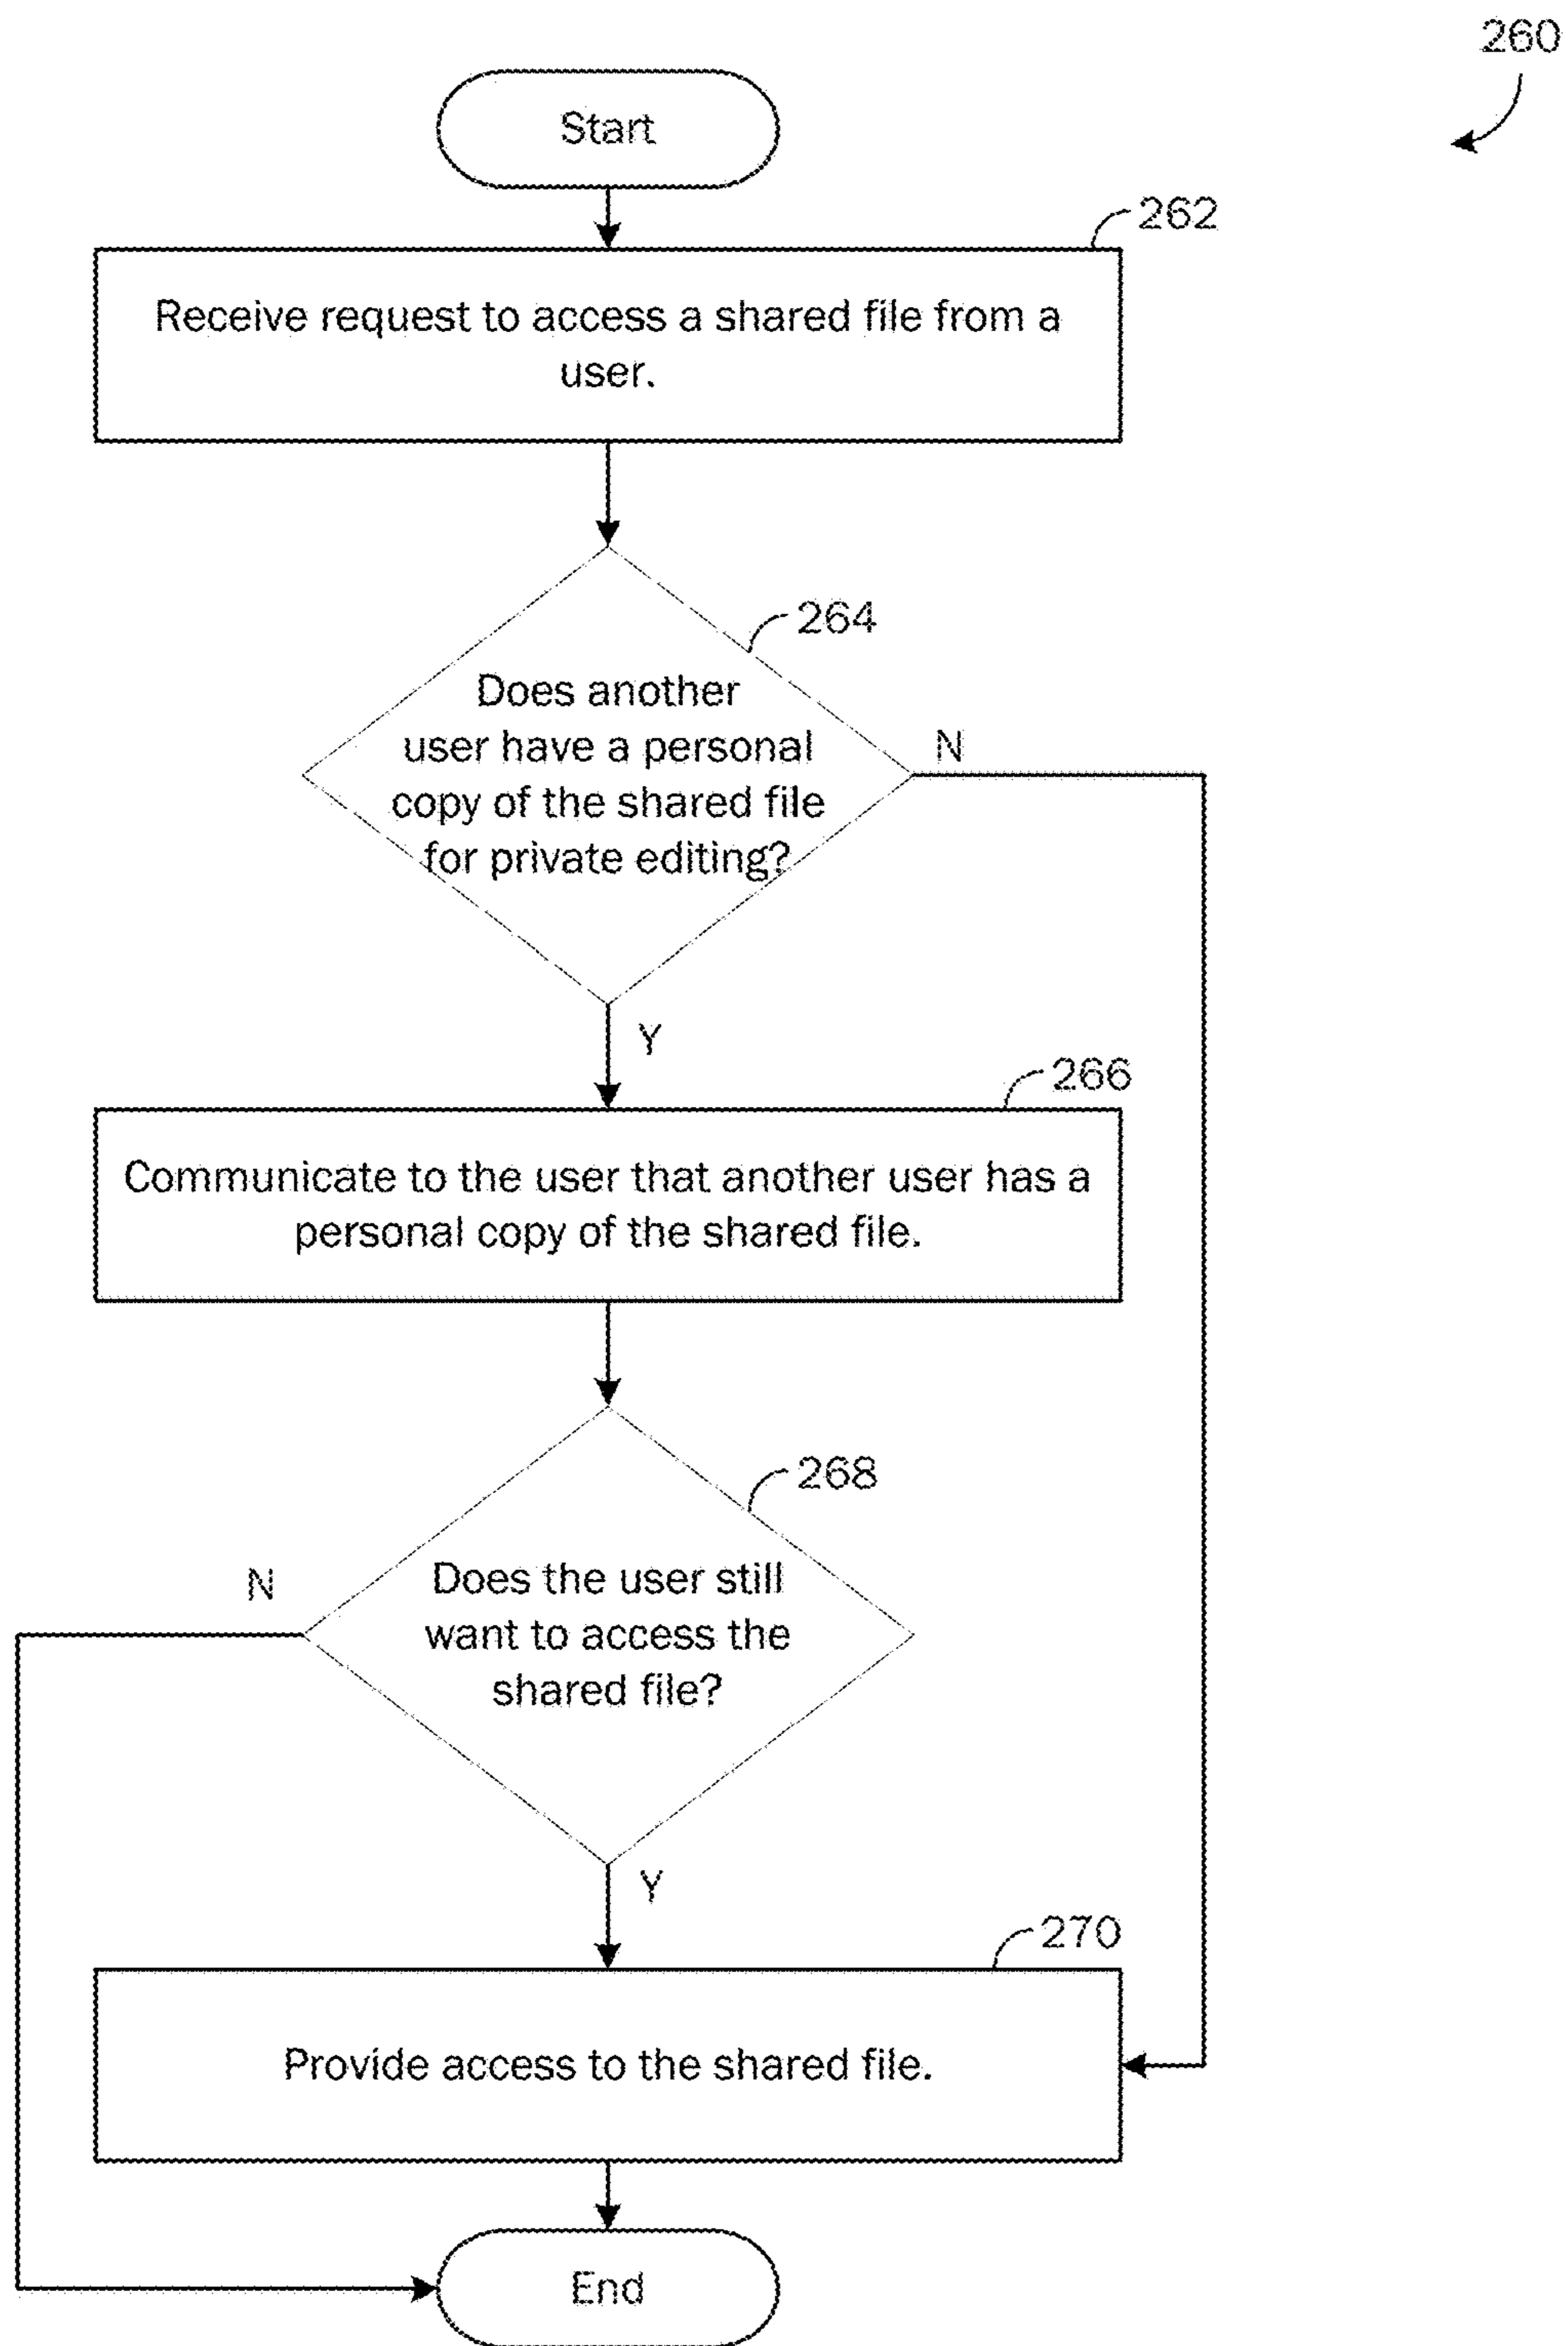 260
Start
262
Receive request to access a shared file from a
user.
264
Does another
user have a personal
copy of the shared file
for private editing?
N
Y
266
Communicate to the user that another user has a
personal copy of the shared file.
268
Does the user still
want to access the
shared file?
N
Y
270
Provide access to the shared file.
End